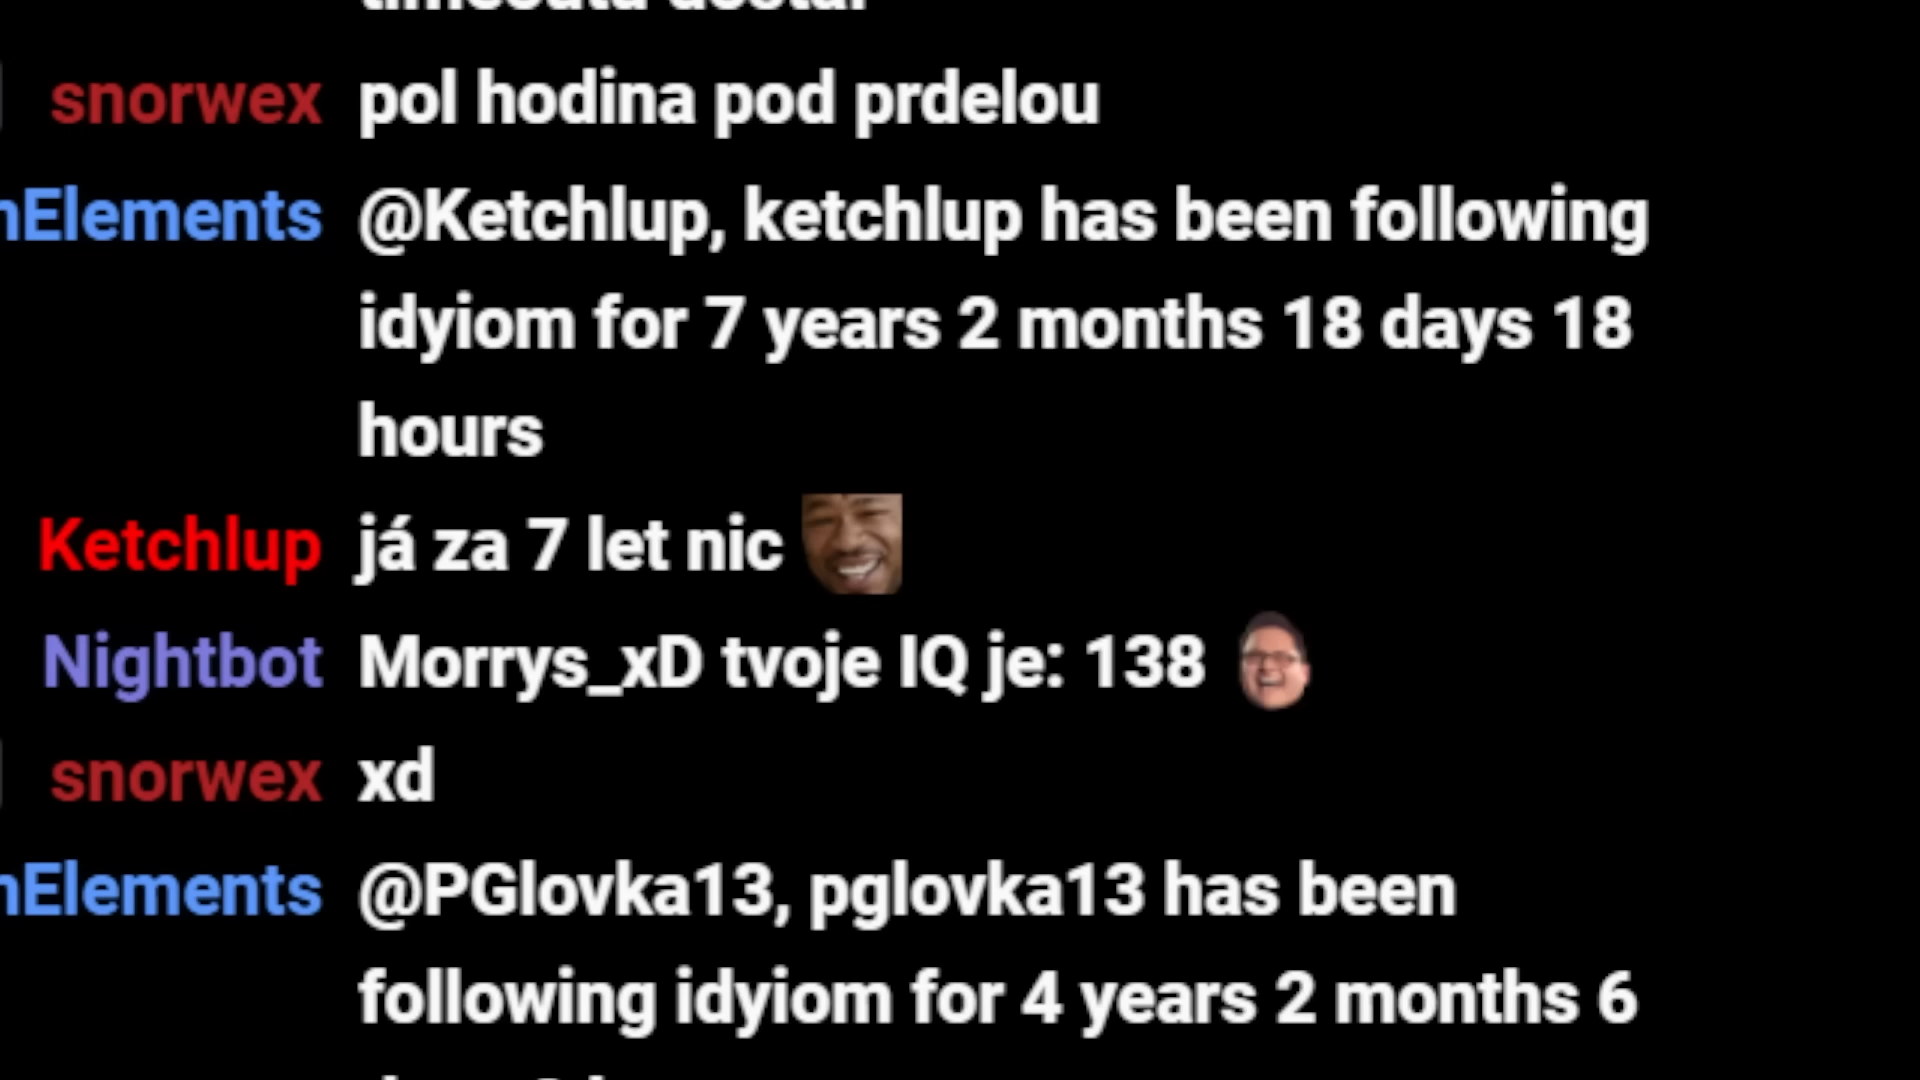 snorwex pol hodina pod prdelou
nElements @Ketchlup, ketchlup has been following
idyiom for 7 years 2 months 18 days 18
hours
Ketchlup já za 7 let nic
Nightbot Morrys_xD tvoje IQ je: 138
snorwex xd
nElements @PGlovka13, pglovka13 has been
following idyiom for 4 years 2 months 6